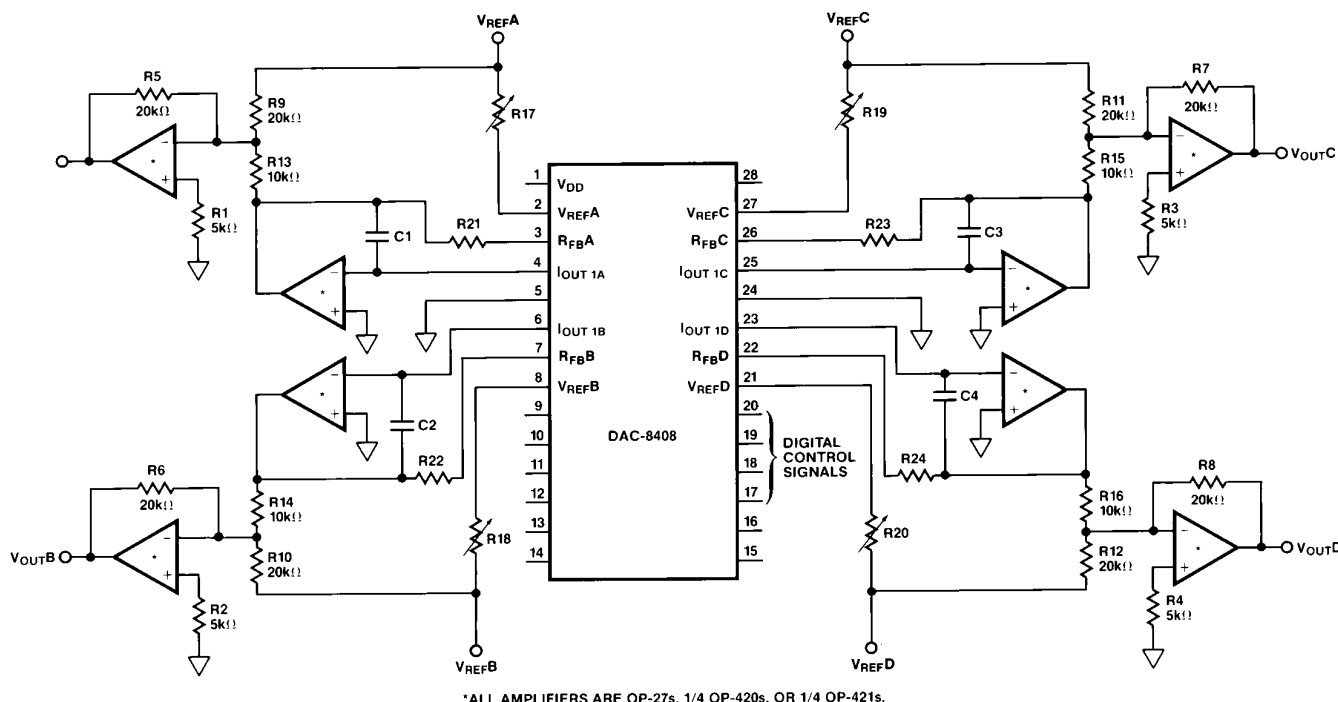 VREFA
VREFC
R5
20kΩ
R9
20kΩ
R17
R19
R11
20kΩ
R7
20kΩ
*
−
+
R13
10kΩ
R15
10kΩ
−
+
*
VOUTC
R1
5kΩ
R3
5kΩ
C1
R21
R23
C3
*
−
+
−
+
*
1
VDD
28
2
VREFA
VREFC
27
3
RFBA
RFBC
26
4
IOUT 1A
IOUT 1C
25
5
24
6
IOUT 1B
IOUT 1D
23
7
RFBB
RFBD
22
8
VREFB
VREFD
21
9
20
10
19
11
18
12
17
13
16
14
15
DAC-8408
DIGITAL
CONTROL
SIGNALS
*
−
+
−
+
*
C2
R22
C4
R24
R6
20kΩ
R14
10kΩ
R10
20kΩ
R18
R20
R16
10kΩ
R12
20kΩ
R8
20kΩ
VOUTB
*
−
+
−
+
*
VOUTD
R2
5kΩ
R4
5kΩ
VREFB
VREFD
*ALL AMPLIFIERS ARE OP-27s, 1/4 OP-420s, OR 1/4 OP-421s.